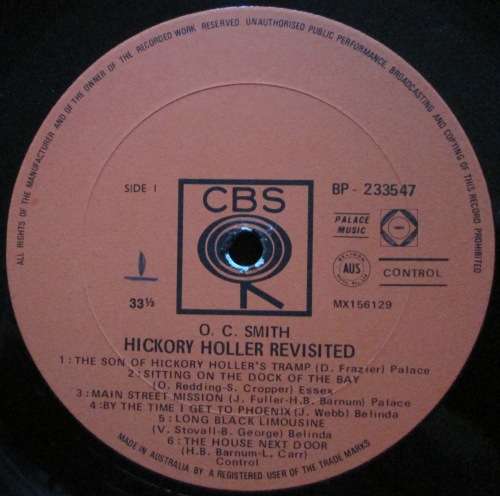 ALL RIGHTS OF THE MANUFACTURER AND OF THE OWNER OF THE RECORDED WORK RESERVED. UNAUTHORISED PUBLIC PERFORMANCE, BROADCASTING AND COPYING OF THIS RECORD PROHIBITED
SIDE I
CBS
BP - 233547
PALACE
MUSIC
AUS
CONTROL
33⅓
MX156129
O. C. SMITH
HICKORY HOLLER REVISITED
1 : THE SON OF HICKORY HOLLER'S TRAMP (D. Frazier) Palace
2 : SITTING ON THE DOCK OF THE BAY
(O. Redding-S. Cropper) Essex
3 : MAIN STREET MISSION (J. Fuller-H.B. Barnum) Palace
4 : BY THE TIME I GET TO PHOENIX (J. Webb) Belinda
5 : LONG BLACK LIMOUSINE
(V. Stovall-B. George) Belinda
6 : THE HOUSE NEXT DOOR
(H.B. Barnum-L. Carr)
Control
MADE IN AUSTRALIA BY A REGISTERED USER OF THE TRADE MARKS